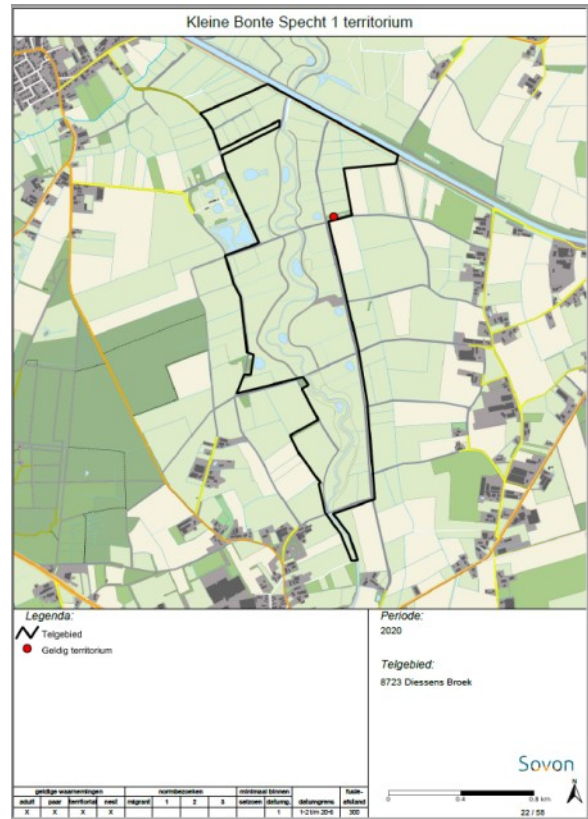 Kleine Bonte Specht 1 territorium
Legenda:
Telgebied
Geldig territorium
Periode:
2020
Telgebied:
8723 Diessens Broek
Sovon
0 0.4 0.8 km
22 / 58
geldige waarnemingen normbezoeken minimaal binnen fusie-
adult paar territoriaal nest migrant 1 2 3 seizoen datumg. datumgrens afstand
X X X X 1 1-2 t/m 20-6 300